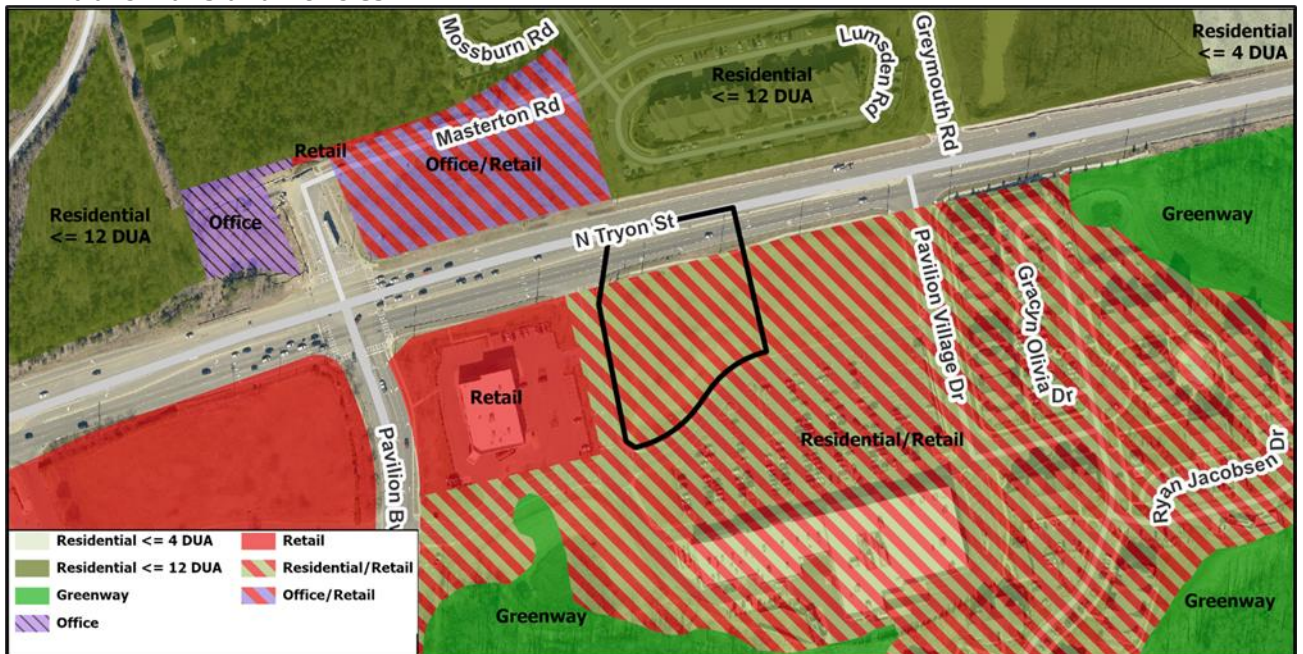 Mossburn Rd
Lumsden Rd
Greymouth Rd
Residential
<= 4 DUA
Residential
<= 12 DUA
Masterton Rd
Retail
Office/Retail
Residential
<= 12 DUA
Office
N Tryon St
Greenway
Pavilion Village Dr
Gracyn Olivia Dr
Retail
Pavilion Bv
Residential/Retail
Ryan Jacobsen Dr
Greenway
Greenway
Residential <= 4 DUA
Retail
Residential <= 12 DUA
Residential/Retail
Greenway
Office/Retail
Office